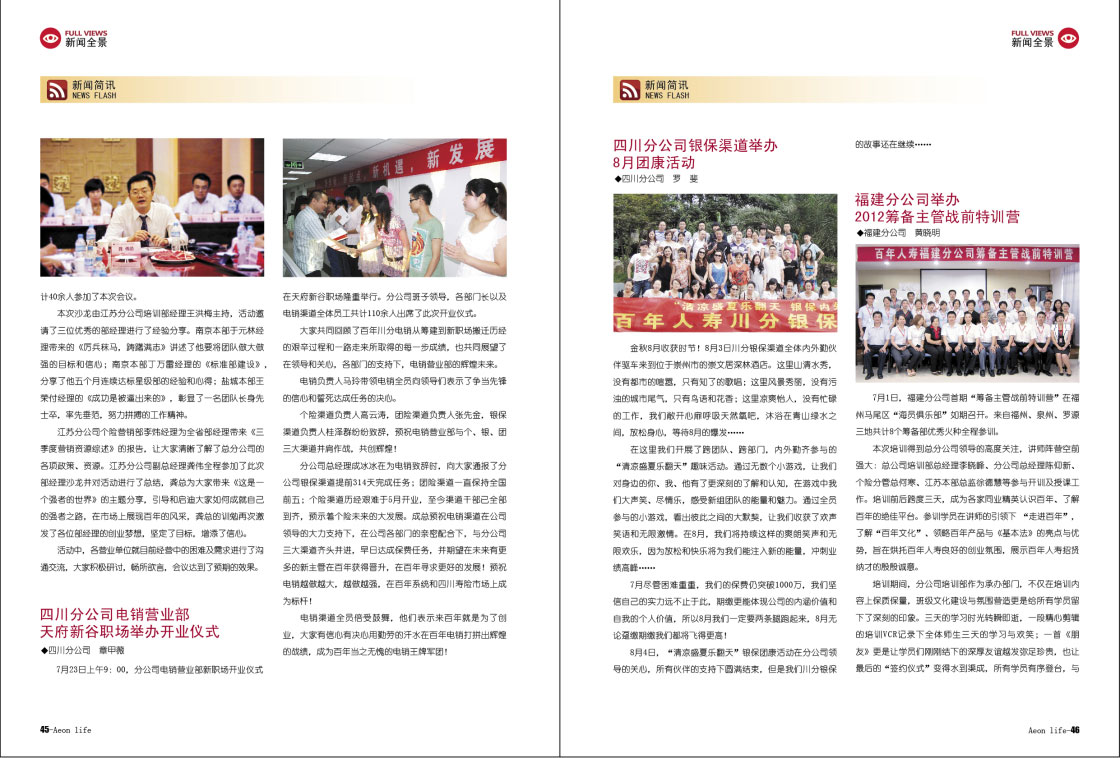 FULL VIEWS
新闻全景
新闻简讯
NEWS FLASH
新机遇，新发展
计40余人参加了本次会议。
本次沙龙由江苏分公司培训部经理王洪梅主持，活动邀
请了三位优秀的部经理进行了经验分享。南京本部于元林经
理带来的《厉兵秣马，踌躇满志》讲述了他要将团队做大做
强的目标和信心；南京本部丁万雷经理的《标准部建设》，
分享了他五个月连续达标星级部的经验和心得；盐城本部王
荣付经理的《成功是被逼出来的》，彰显了一名团队长身先
士卒，率先垂范，努力拼搏的工作精神。
江苏分公司个险营销部李炜经理为全省部经理带来《三
季度营销资源综述》的报告，让大家清晰了解了总分公司的
各项政策、资源。江苏分公司副总经理龚伟全程参加了此次
部经理沙龙并对活动进行了总结，龚总为大家带来《这是一
个强者的世界》的主题分享，引导和启迪大家如何成就自己
的强者之路，在市场上展现百年的风采，龚总的训勉再次激
发了各位部经理的创业梦想，坚定了目标，增添了信心。
活动中，各营业单位就目前经营中的困难及需求进行了沟
通交流，大家积极研讨，畅所欲言，会议达到了预期的效果。
四川分公司电销营业部
天府新谷职场举办开业仪式
◆四川分公司 章甲薇
7月23日上午9：00，分公司电销营业部新职场开业仪式
在天府新谷职场隆重举行。分公司班子领导，各部门长以及
电销渠道全体员工共计110余人出席了此次开业仪式。
大家共同回顾了百年川分电销从筹建到新职场搬迁历经
的艰辛过程和一路走来所取得的每一步成绩，也共同展望了
在领导和关心，各部门的支持下，电销营业部的辉煌未来。
电销负责人马玲带领电销全员向领导们表示了争当先锋
的信心和誓死达成任务的决心。
个险渠道负责人高云涛，团险渠道负责人张先金，银保
渠道负责人桂泽群纷纷致辞，预祝电销营业部与个、银、团
三大渠道并肩作战，共创辉煌！
分公司总经理成冰冰在为电销致辞时，向大家通报了分
公司银保渠道提前314天完成任务；团险渠道一直保持全国
前五；个险渠道历经艰难于5月开业，至今渠道干部已全部
到齐，预示着个险未来的大发展。成总预祝电销渠道在公司
领导的大力支持下，在公司各部门的亲密配合下，与分公司
三大渠道齐头并进，早日达成保费任务，并期望在未来有更
多的新主管在百年获得晋升，在百年寻求更好的发展！预祝
电销越做越大，越做越强，在百年系统和四川寿险市场上成
为标杆！
电销渠道全员倍受鼓舞，他们表示来百年就是为了创
业，大家有信心有决心用勤劳的汗水在百年电销打拼出辉煌
的战绩，成为百年当之无愧的电销王牌军团！
45-Aeon life
FULL VIEWS
新闻全景
新闻简讯
NEWS FLASH
四川分公司银保渠道举办
8月团康活动
◆四川分公司 罗 斐
"清凉盛夏乐翻天 银保内
百年人寿川分银保
金秋8月收获时节！8月3日川分银保渠道全体内外勤伙
伴驱车来到位于崇州市的崇文居深林酒店。这里山清水秀，
没有都市的喧嚣，只有知了的歌唱；这里风景秀丽，没有污
浊的城市尾气，只有鸟语和花香；这里凉爽怡人，没有忙碌
的工作，我们敞开心扉呼吸天然氧吧，沐浴在青山绿水之
间，放松身心，等待8月的爆发……
在这里我们开展了跨团队、跨部门，内外勤齐参与的
“清凉盛夏乐翻天”趣味活动。通过无数个小游戏，让我们
对身边的你、我、他有了更深刻的了解和认知，在游戏中我
们大声笑、尽情乐，感受新组团队的能量和魅力。通过全员
参与的小游戏，看出彼此之间的大默契，让我们收获了欢声
笑语和无限激情。在8月，我们将持续这样的爽朗笑声和无
限欢乐，因为放松和快乐将为我们能注入新的能量，冲刺业
绩高峰……
7月尽管困难重重，我们的保费仍突破1000万，我们坚
信自己的实力远不止于此，期缴更能体现公司的内涵价值和
自我的个人价值，所以8月我们一定要两条腿跑起来，8月无
论趸缴期缴我们都将飞得更高！
8月4日，“清凉盛夏乐翻天”银保团康活动在分公司领
导的关心，所有伙伴的支持下圆满结束，但是我们川分银保
的故事还在继续……
福建分公司举办
2012筹备主管战前特训营
◆福建分公司 黄晓明
百年人寿福建分公司筹备主管战前特训营
7月1日，福建分公司首期“筹备主管战前特训营”在福
州马尾区“海员俱乐部”如期召开。来自福州、泉州、罗源
三地共计8个筹备部优秀火种全程参训。
本次培训得到总分公司领导的高度关注，讲师阵营空前
强大：总公司培训部总经理李晓峰、分公司总经理陈仰新、
个险分管总何寒、江苏本部总监徐德慧等参与开训及授课工
作。培训前后跨度三天，成为各家同业精英认识百年、了解
百年的绝佳平台。参训学员在讲师的引领下 “走进百年”，
了解“百年文化”，领略百年产品与《基本法》的亮点与优
势，旨在烘托百年人寿良好的创业氛围，展示百年人寿招贤
纳才的殷殷诚意。
培训期间，分公司培训部作为承办部门，不仅在培训内
容上保质保量，班级文化建设与氛围营造更是给所有学员留
下了深刻的印象。三天的学习时光转瞬即逝，一段精心剪辑
的培训VCR记录下全体师生三天的学习与欢笑；一首《朋
友》更是让学员们刚刚结下的深厚友谊越发弥足珍贵，也让
最后的“签约仪式”变得水到渠成，所有学员有序登台，与
Aeon life-46